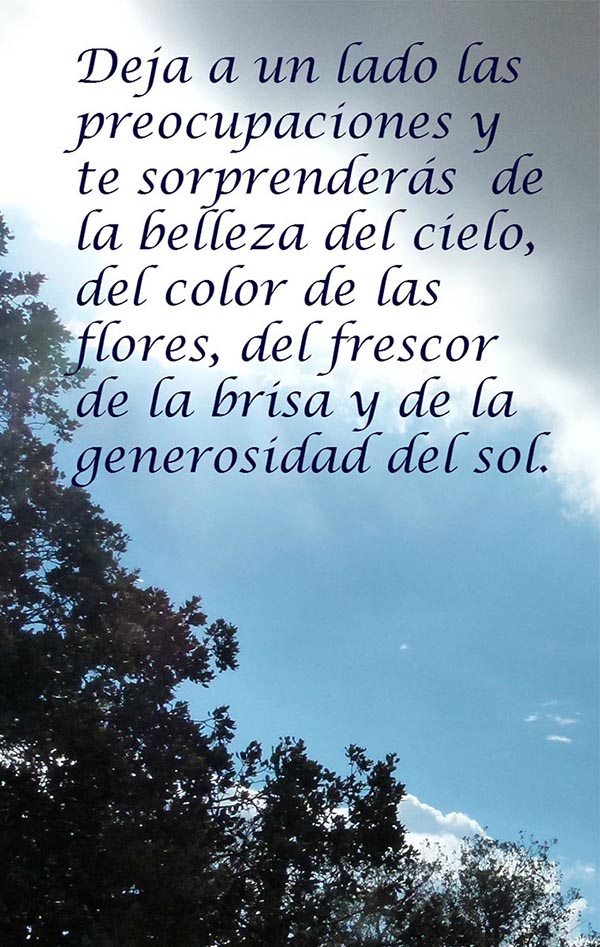 Deja a un lado las
preocupaciones y
te sorprenderás de
la belleza del cielo,
del color de las
flores, del frescor
de la brisa y de la
generosidad del sol.